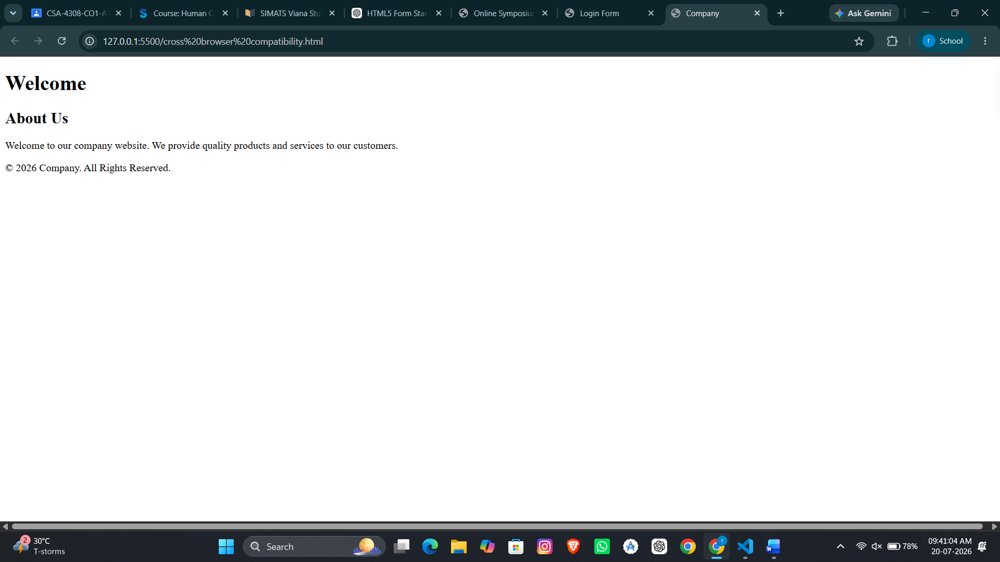 CSA-4308-CO1-A
Course: Human C
SIMATS Viana Stu
HTML5 Form Stan
Online Symposiu
Login Form
Company
Ask Gemini
127.0.0.1:5500/cross%20browser%20compatibility.html
r
School
Welcome
About Us
Welcome to our company website. We provide quality products and services to our customers.
© 2026 Company. All Rights Reserved.
2
30°C
T-storms
Search
r
78%
09:41:04 AM
20-07-2026